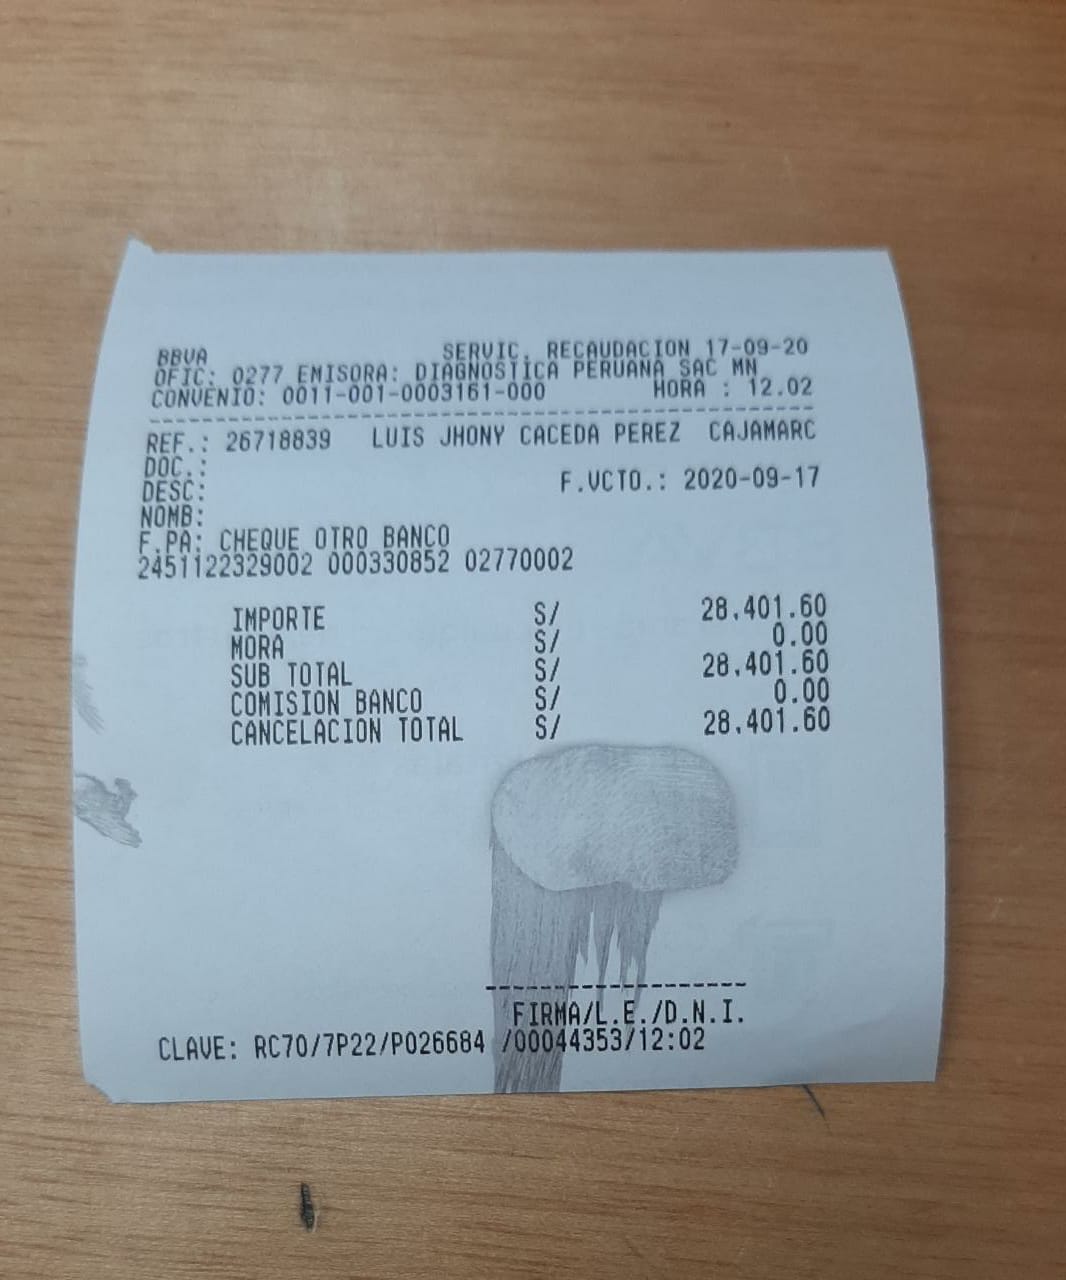 BBVA SERVIC. RECAUDACION 17-09-20
OFIC: 0277 EMISORA: DIAGNOSTICA PERUANA SAC MN
CONVENIO: 0011-001-0003161-000 HORA : 12.02
REF.: 26718839 LUIS JHONY CACEDA PEREZ CAJAMARC
DOC.:
DESC: F.VCTO.: 2020-09-17
NOMB:
F.PA: CHEQUE OTRO BANCO
2451122329002 000330852 02770002
IMPORTE S/ 28,401.60
MORA S/ 0.00
SUB TOTAL S/ 28,401.60
COMISION BANCO S/ 0.00
CANCELACION TOTAL S/ 28,401.60
FIRMA/L.E./D.N.I.
CLAVE: RC70/7P22/P026684 /00044353/12:02